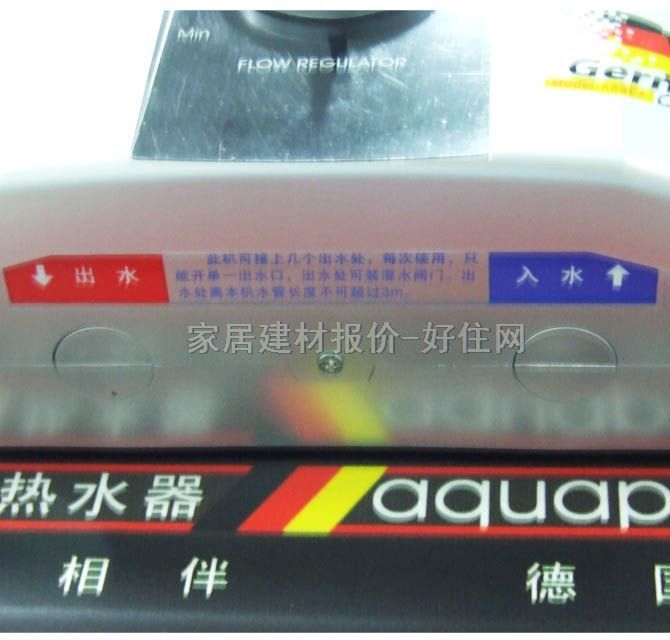 Min
FLOW REGULATOR
Germ
↓ 出水
此机可接上几个出水处，每次使用，只
能开单一出水口，出水处可装混水阀门。出
水处离本机水管长度不可超过3m。
入水 ↑
家居建材报价-好住网
热水器
aquap
相伴
德国